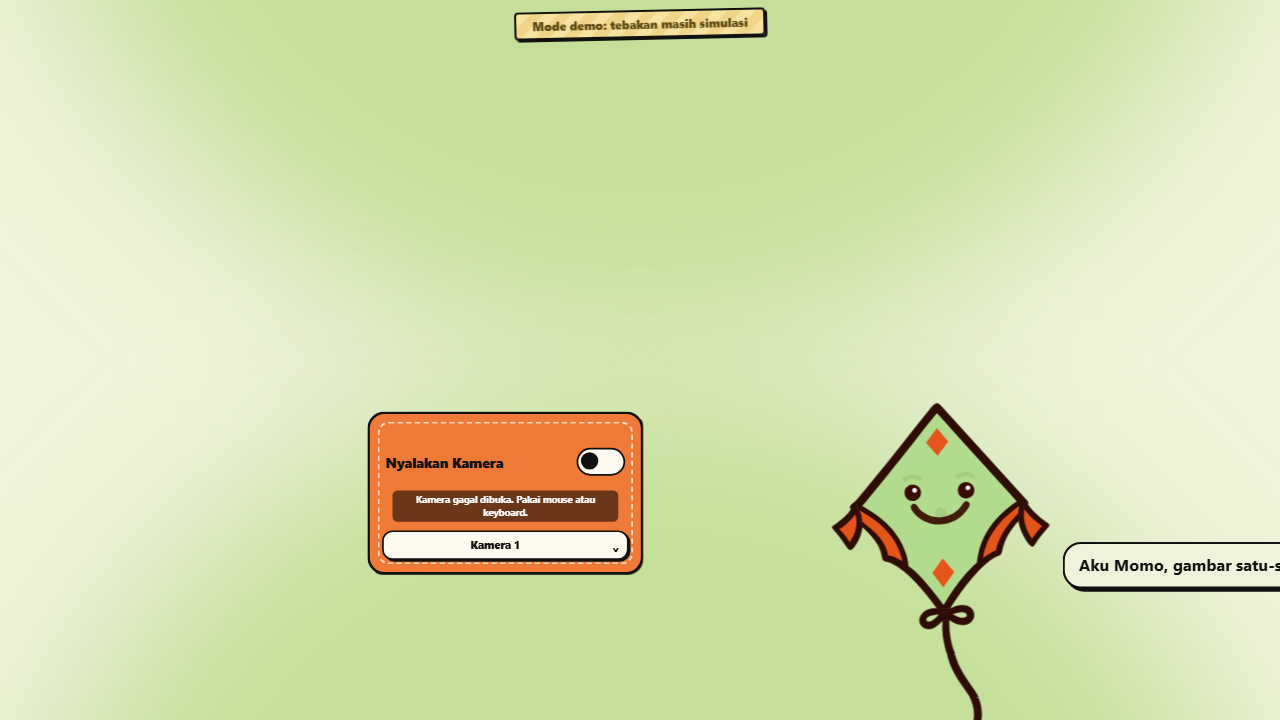 Mode demo: tebakan masih simulasi
Nyalakan Kamera
Kamera gagal dibuka. Pakai mouse atau
keyboard.
Kamera 1
Aku Momo, gambar satu-s